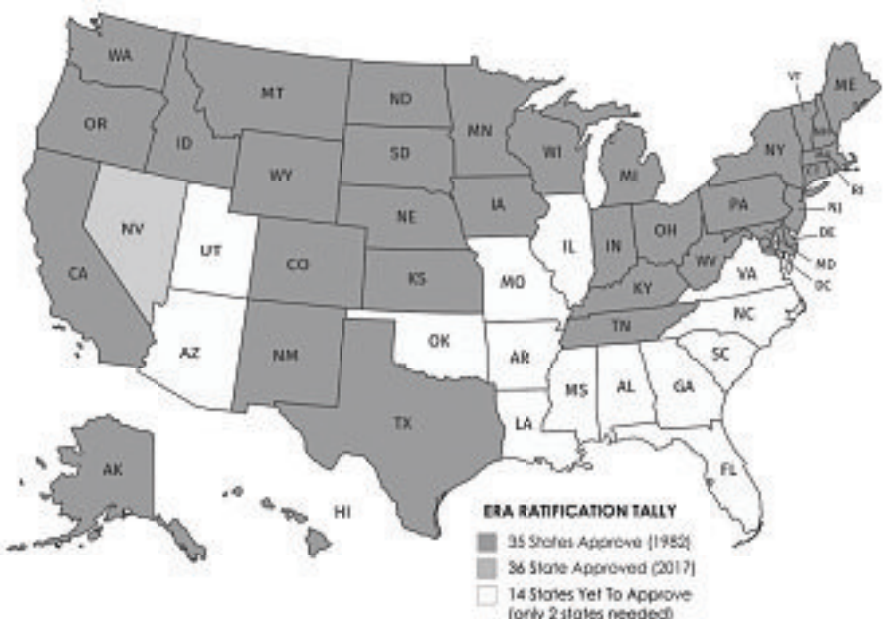 WA
MT
ND
MN
OR
ID
SD
WI
MI
VT
ME
NY
WY
IA
NE
PA
RI
NJ
NV
UT
CO
KS
IL
IN
OH
WV
DE
MD
DC
CA
MO
KY
VA
AZ
NM
OK
AR
TN
NC
SC
TX
LA
MS
AL
GA
FL
AK
HI
ERA RATIFICATION TALLY
35 States Approve (1982)
36 State Approved (2017)
14 States Yet To Approve
(only 2 states needed)